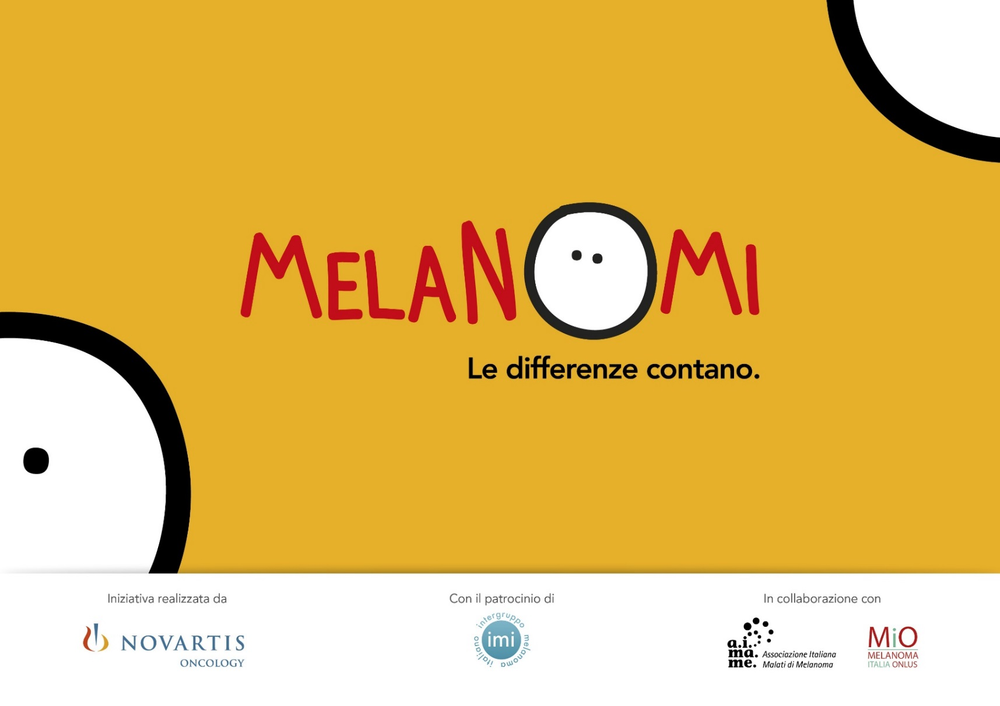 MELANOMI
Le differenze contano.
Iniziativa realizzata da
Con il patrocinio di
In collaborazione con
NOVARTIS
ONCOLOGY
intergruppo melanoma italiano
imi
a.i.
ma.
me.
Associazione Italiana
Malati di Melanoma
MiO
MELANOMA
ITALIA ONLUS